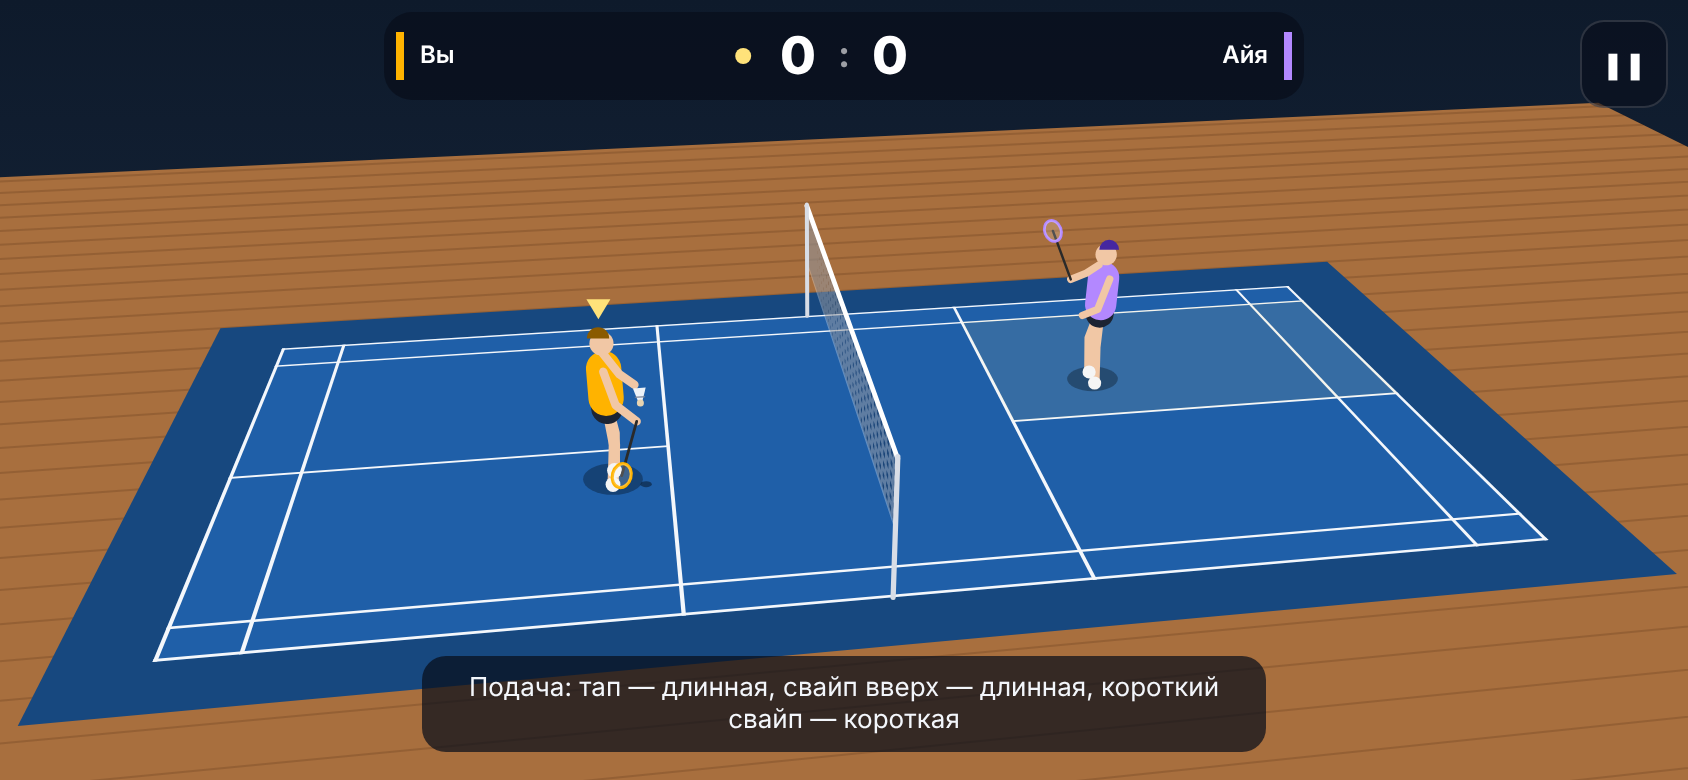 Вы
0 : 0
Айя
Подача: тап — длинная, свайп вверх — длинная, короткий
свайп — короткая